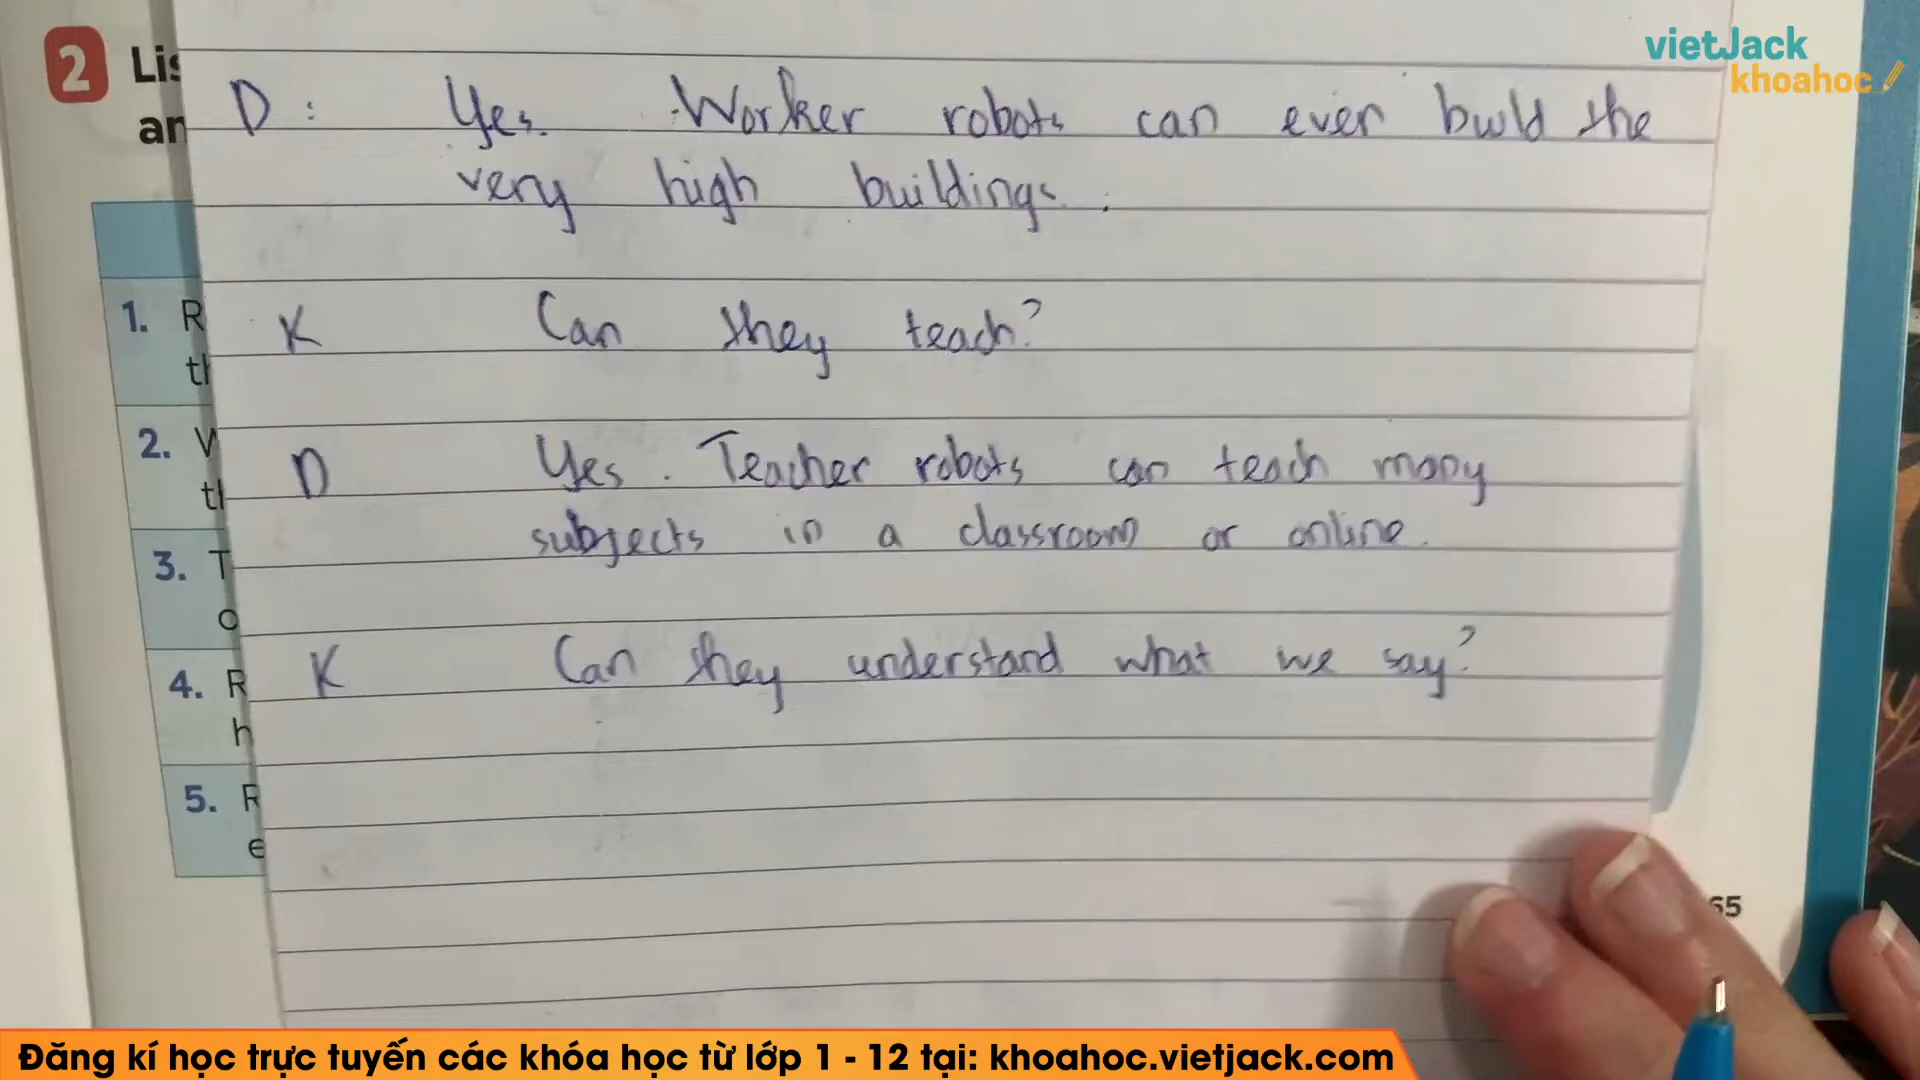 vietJack
khoahoc
2 Lis
an
D : Yes. Worker robots can even build the
very high buildings.
1. R
th
K Can they teach?
2. W
th
D Yes. Teacher robots can teach many
subjects in a classroom or online.
3. T
o
K Can they understand what we say?
4. R
h
5. R
e
65
Đăng kí học trực tuyến các khóa học từ lớp 1 - 12 tại: khoahoc.vietjack.com